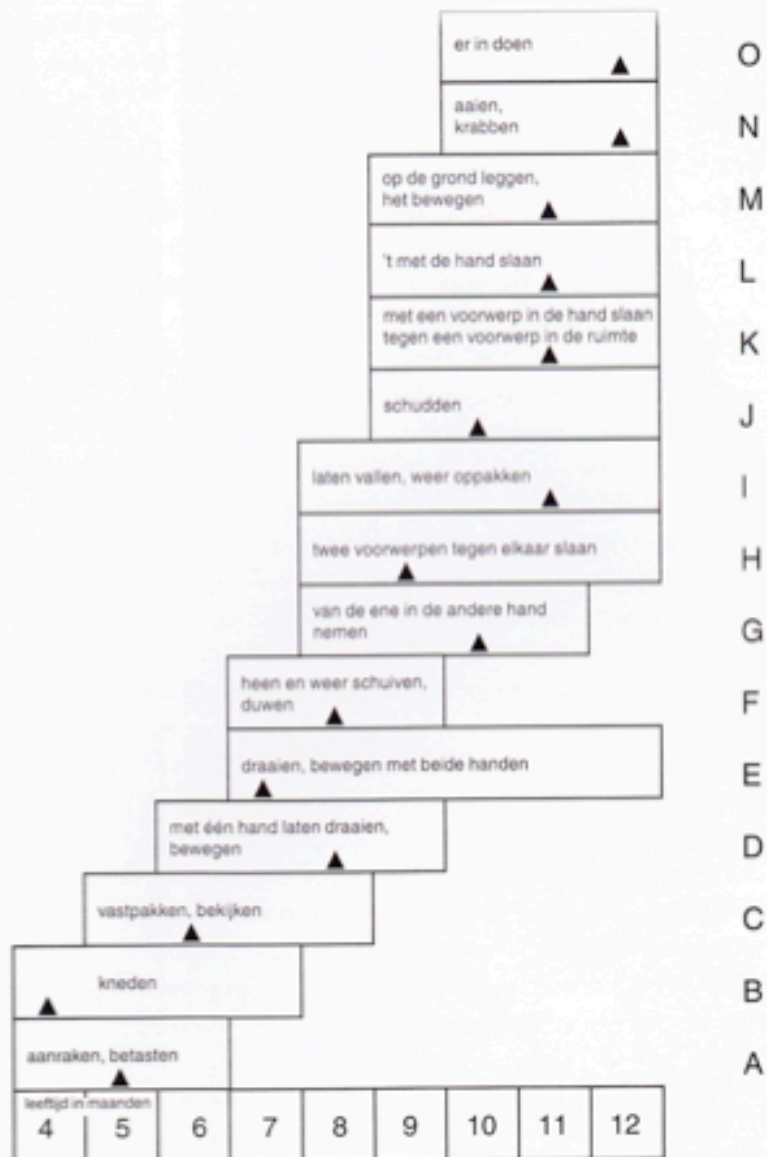 er in doen
O
aaien,
krabben
N
op de grond leggen,
het bewegen
M
't met de hand slaan
L
met een voorwerp in de hand slaan
tegen een voorwerp in de ruimte
K
schudden
J
laten vallen, weer oppakken
I
twee voorwerpen tegen elkaar slaan
H
van de ene in de andere hand
nemen
G
heen en weer schuiven,
duwen
F
draaien, bewegen met beide handen
E
met één hand laten draaien,
bewegen
D
vastpakken, bekijken
C
kneden
B
aanraken, betasten
A
leeftijd in maanden
4 5 6 7 8 9 10 11 12